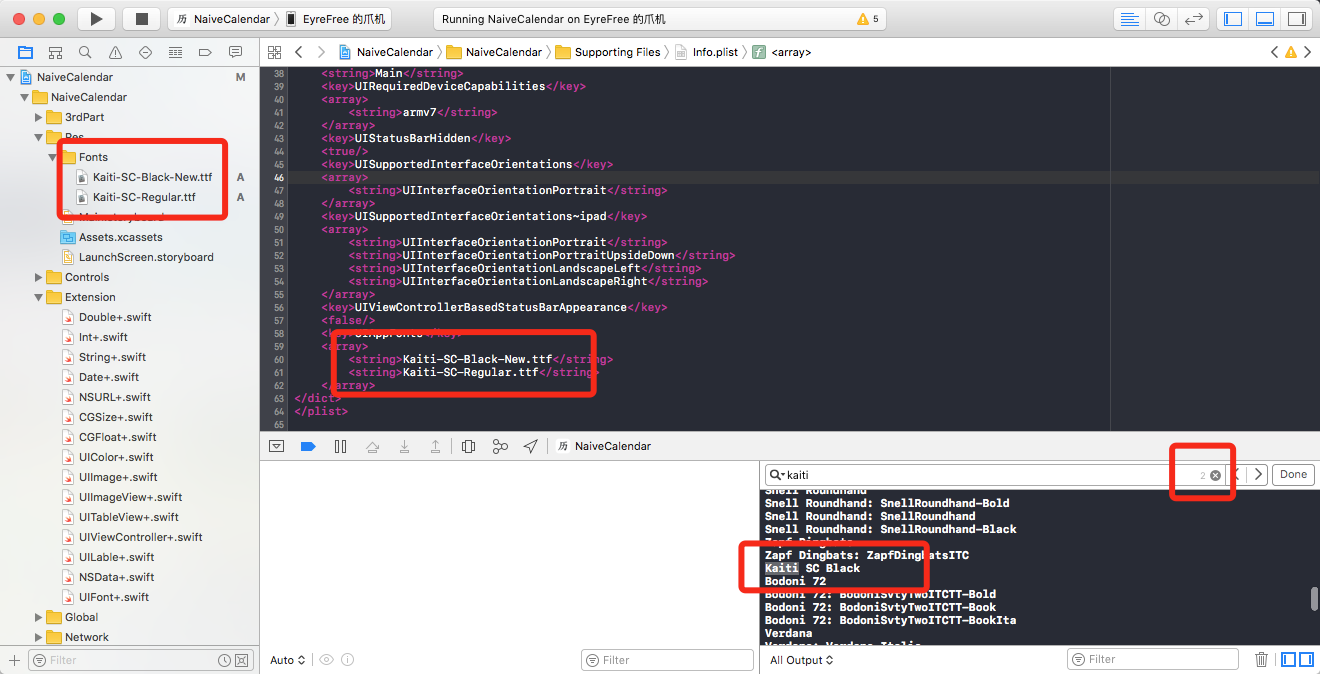 NaiveCalendar
EyreFree 的爪机
Running NaiveCalendar on EyreFree 的爪机
5
NaiveCalendar
NaiveCalendar
Supporting Files
Info.plist
<array>
NaiveCalendar
M
NaiveCalendar
3rdPart
Res
Fonts
Kaiti-SC-Black-New.ttf
A
Kaiti-SC-Regular.ttf
A
Main.storyboard
Assets.xcassets
LaunchScreen.storyboard
Controls
Extension
Double+.swift
Int+.swift
String+.swift
Date+.swift
NSURL+.swift
CGSize+.swift
CGFloat+.swift
UIColor+.swift
UIImage+.swift
UIImageView+.swift
UITableView+.swift
UIViewController+.swift
UILable+.swift
NSData+.swift
UIFont+.swift
Global
Network
Filter
38 <string>Main</string>
39 <key>UIRequiredDeviceCapabilities</key>
40 <array>
41 <string>armv7</string>
42 </array>
43 <key>UIStatusBarHidden</key>
44 <true/>
45 <key>UISupportedInterfaceOrientations</key>
46 <array>
47 <string>UIInterfaceOrientationPortrait</string>
48 </array>
49 <key>UISupportedInterfaceOrientations~ipad</key>
50 <array>
51 <string>UIInterfaceOrientationPortrait</string>
52 <string>UIInterfaceOrientationPortraitUpsideDown</string>
53 <string>UIInterfaceOrientationLandscapeLeft</string>
54 <string>UIInterfaceOrientationLandscapeRight</string>
55 </array>
56 <key>UIViewControllerBasedStatusBarAppearance</key>
57 <false/>
58 <key>UIAppFonts</key>
59 <array>
60 <string>Kaiti-SC-Black-New.ttf</string>
61 <string>Kaiti-SC-Regular.ttf</string>
62 </array>
63 </dict>
64 </plist>
65
历 NaiveCalendar
kaiti
2
Done
Snell Roundhand
Snell Roundhand: SnellRoundhand-Bold
Snell Roundhand: SnellRoundhand
Snell Roundhand: SnellRoundhand-Black
Zapf Dingbats
Zapf Dingbats: ZapfDingbatsITC
Kaiti SC Black
Bodoni 72
Bodoni 72: BodoniSvtyTwoITCTT-Bold
Bodoni 72: BodoniSvtyTwoITCTT-Book
Bodoni 72: BodoniSvtyTwoITCTT-BookIta
Verdana
Verdana: Verdana-Italic
Auto
Filter
All Output
Filter